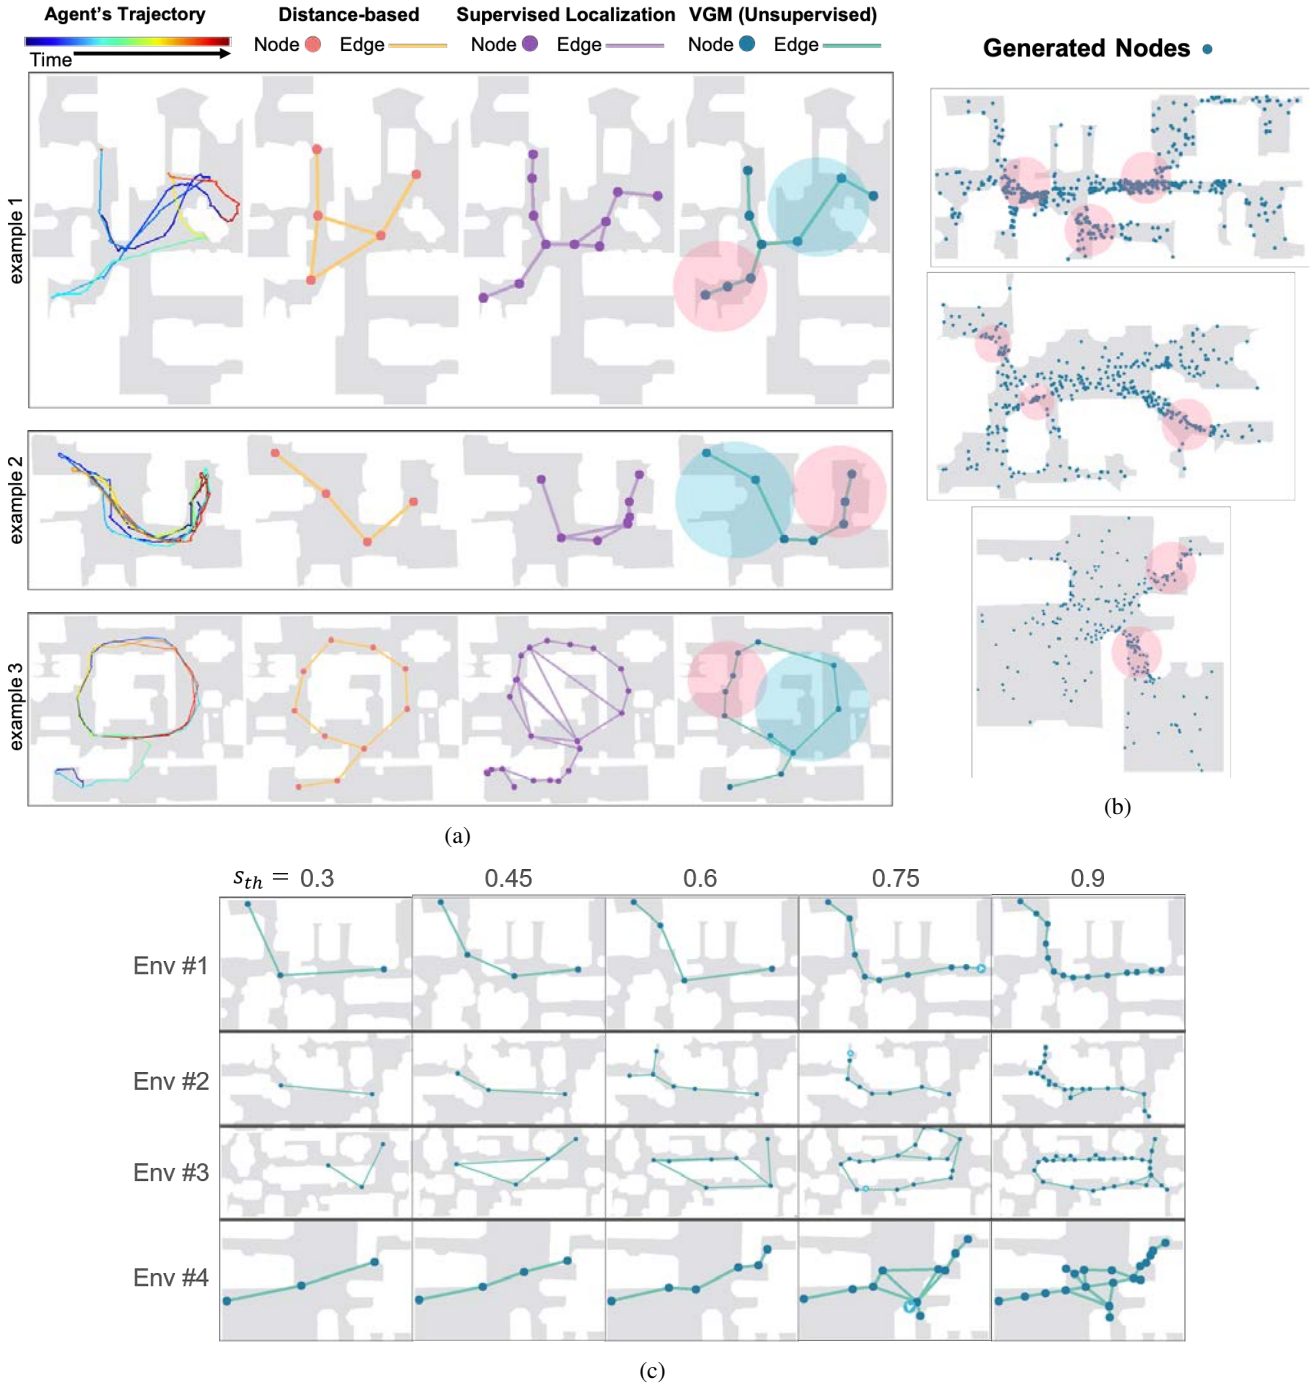 Agent's Trajectory
Time
Distance-based
Node Edge
Supervised Localization
Node Edge
VGM (Unsupervised)
Node Edge
Generated Nodes
example 1
example 2
example 3
(a)
(b)
s_th = 0.3 0.45 0.6 0.75 0.9
Env #1
Env #2
Env #3
Env #4
(c)